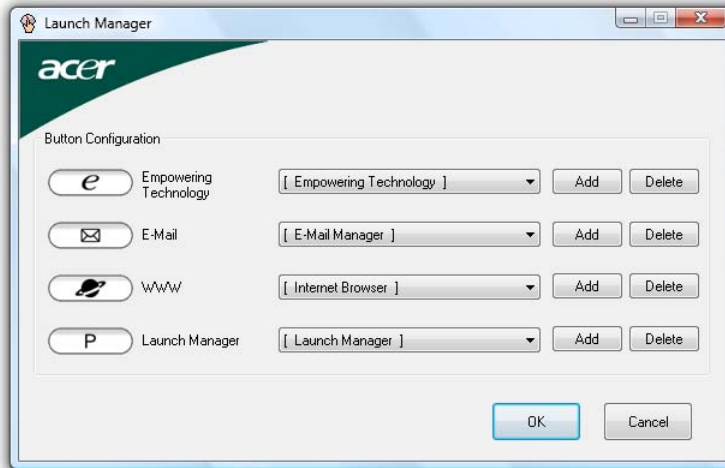 Launch Manager
acer
Button Configuration
e
Empowering
Technology
[ Empowering Technology ]
Add
Delete
E-Mail
[ E-Mail Manager ]
Add
Delete
WWW
[ Internet Browser ]
Add
Delete
P
Launch Manager
[ Launch Manager ]
Add
Delete
OK
Cancel